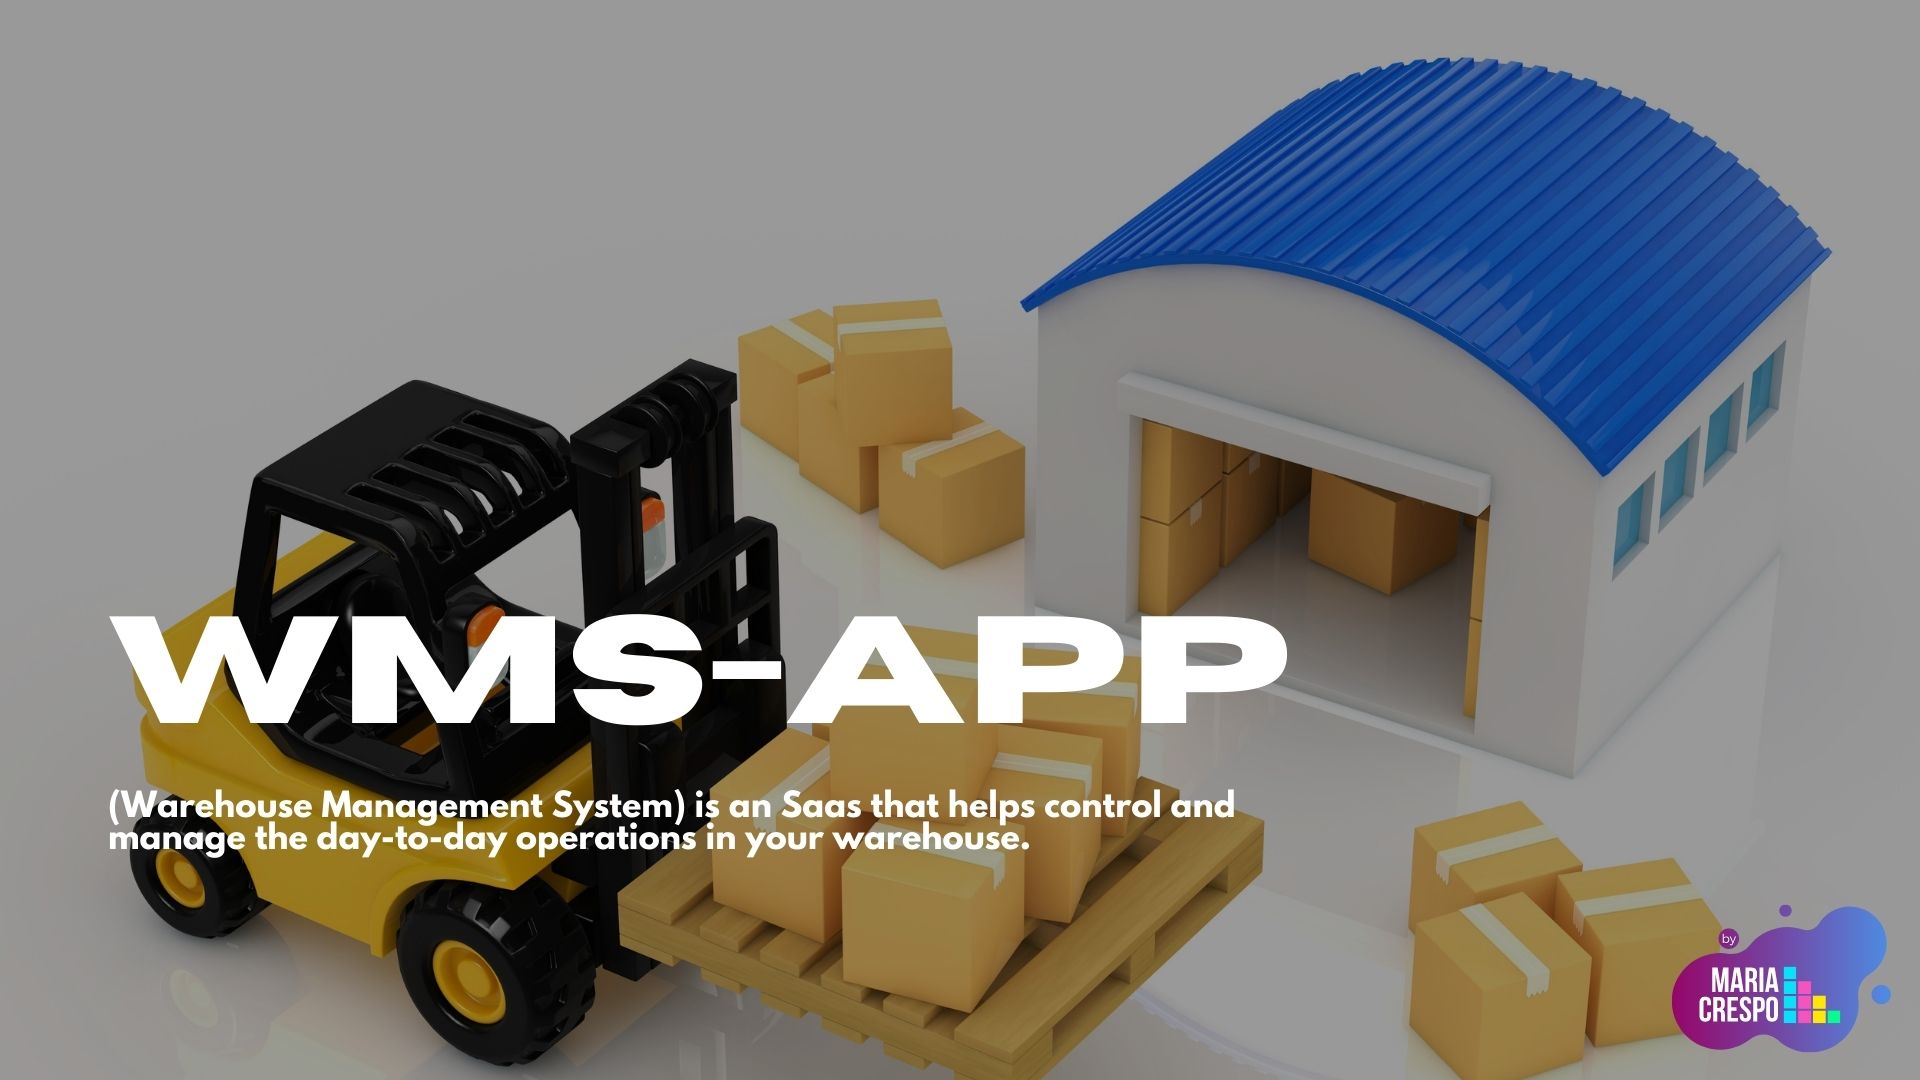 WMS-APP
(Warehouse Management System) is an Saas that helps control and
manage the day-to-day operations in your warehouse.
by
MARIA
CRESPO